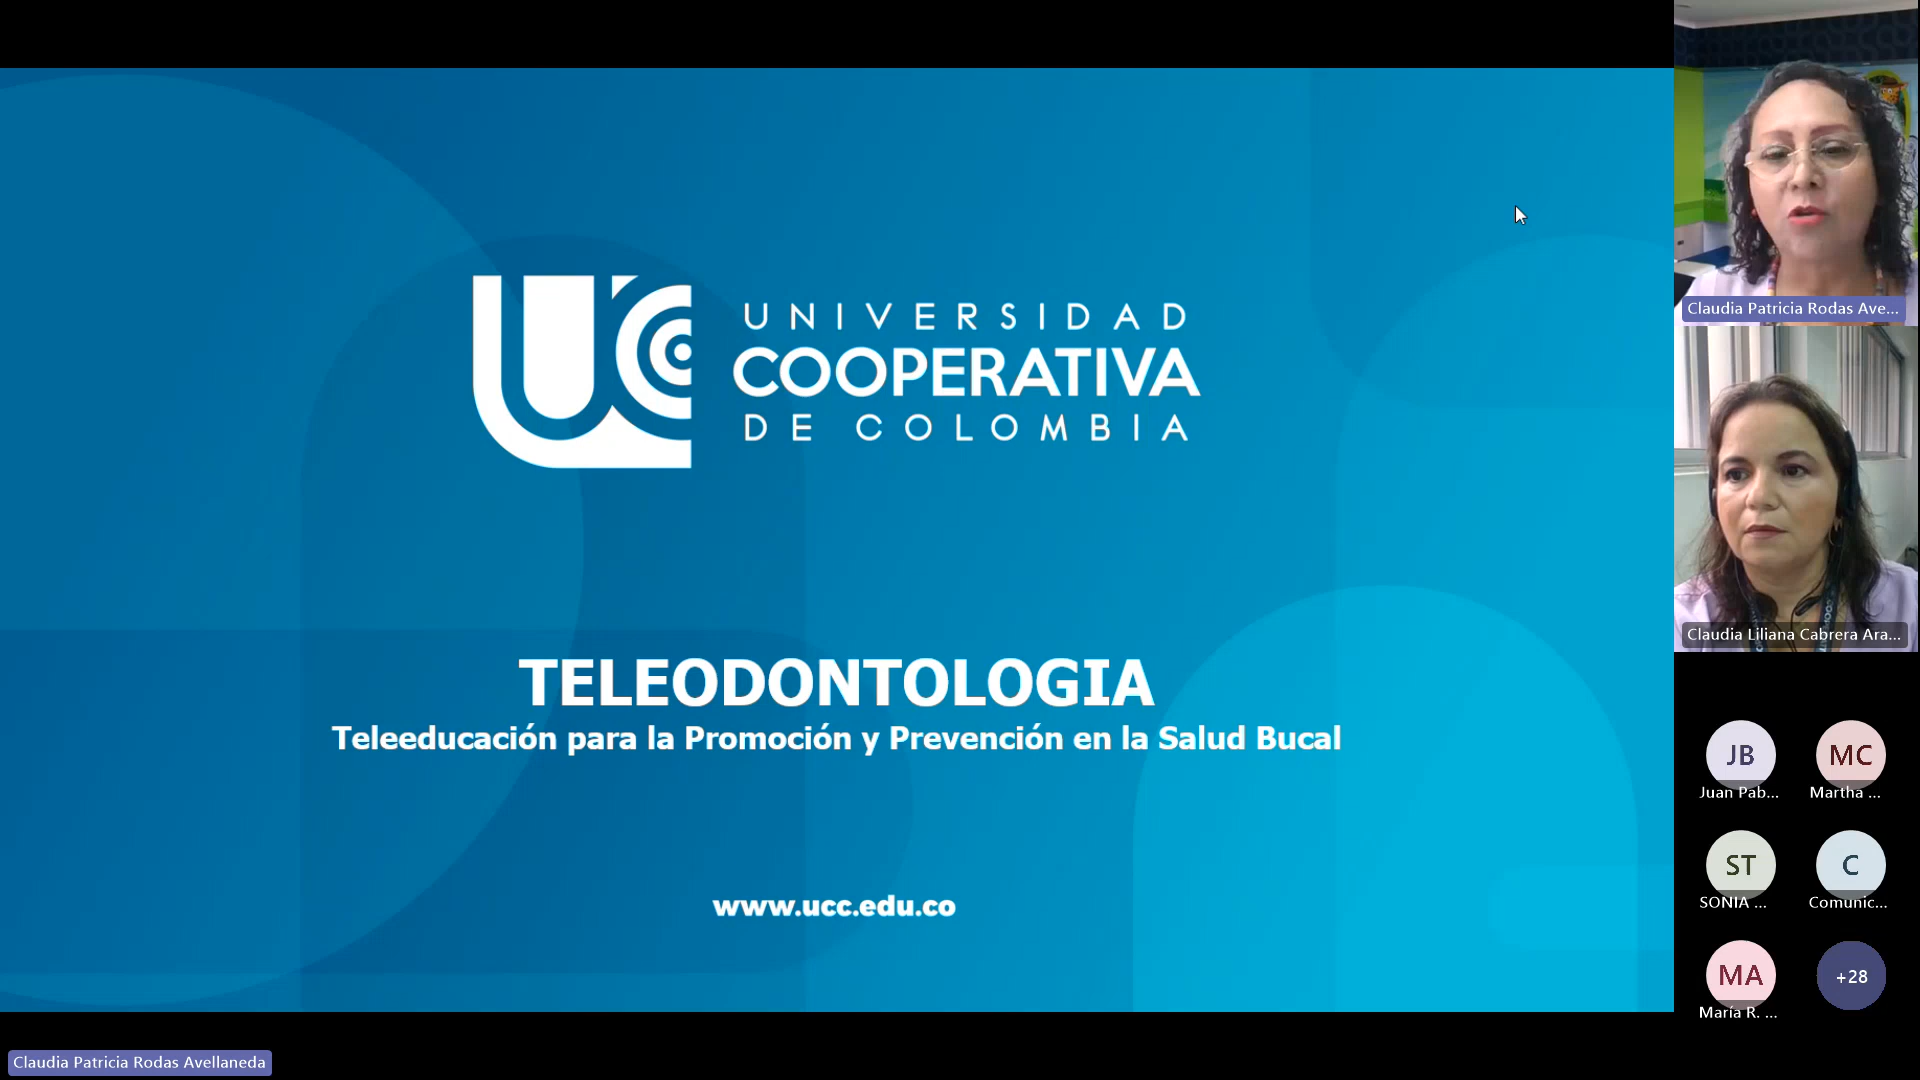 UNIVERSIDAD
COOPERATIVA
DE COLOMBIA
TELEODONTOLOGIA
Teleeducación para la Promoción y Prevención en la Salud Bucal
www.ucc.edu.co
Claudia Patricia Rodas Avellaneda
Claudia Patricia Rodas Ave...
Claudia Liliana Cabrera Ara...
JB
Juan Pab...
MC
Martha ...
ST
SONIA ...
C
Comunic...
MA
María R. ...
+28